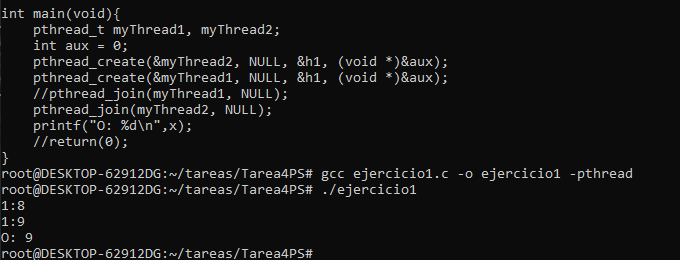 int main(void){
    pthread_t myThread1, myThread2;
    int aux = 0;
    pthread_create(&myThread2, NULL, &h1, (void *)&aux);
    pthread_create(&myThread1, NULL, &h1, (void *)&aux);
    //pthread_join(myThread1, NULL);
    pthread_join(myThread2, NULL);
    printf("O: %d\n",x);
    //return(0);
}
root@DESKTOP-62912DG:~/tareas/Tarea4PS# gcc ejercicio1.c -o ejercicio1 -pthread
root@DESKTOP-62912DG:~/tareas/Tarea4PS# ./ejercicio1
1:8
1:9
O: 9
root@DESKTOP-62912DG:~/tareas/Tarea4PS#